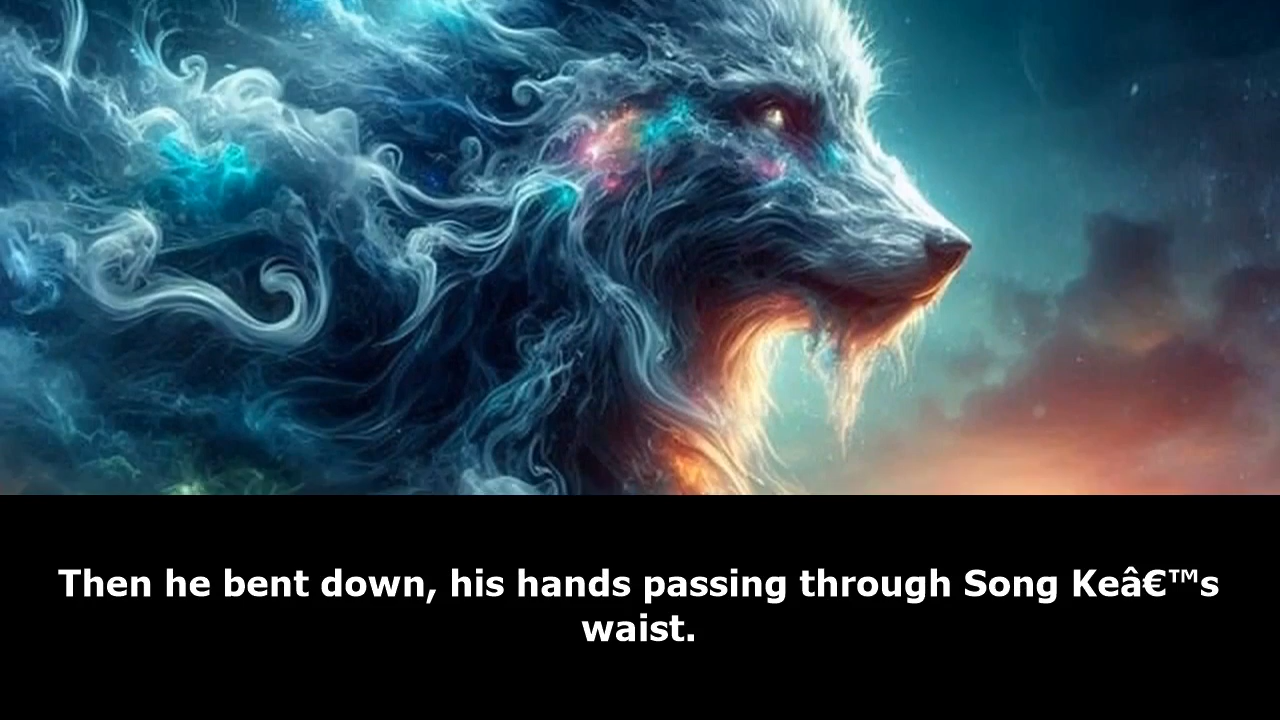 Then he bent down, his hands passing through Song Keâ€™s
waist.